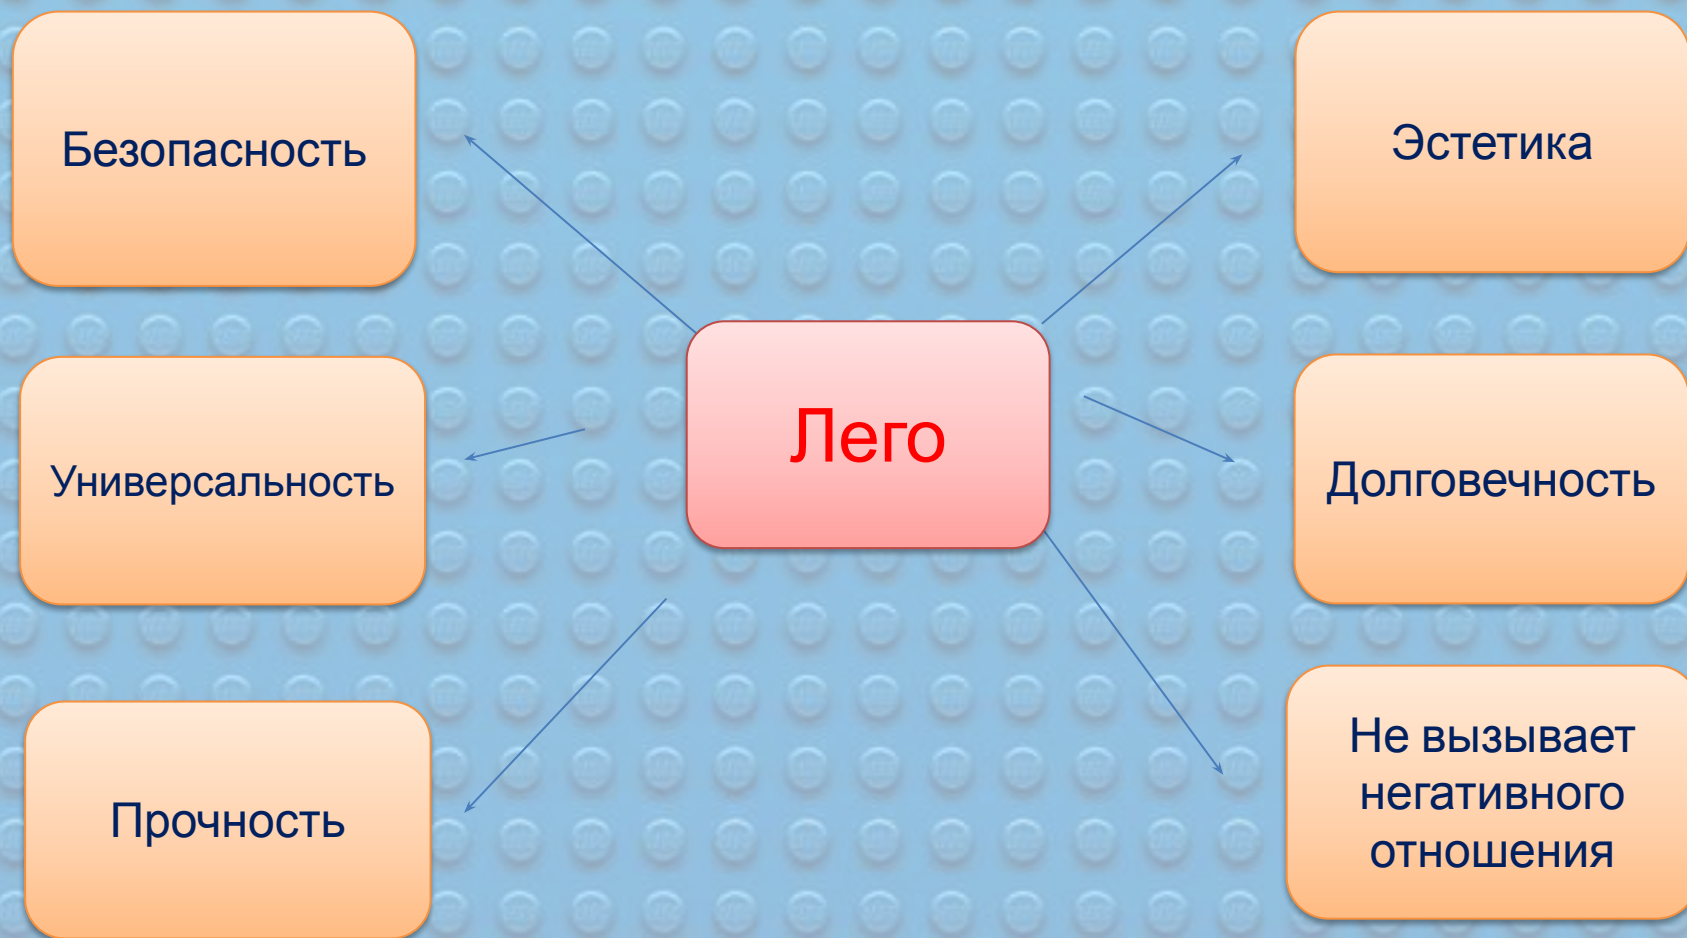 Безопасность
Эстетика
Лего
Универсальность
Долговечность
Прочность
Не вызывает
негативного
отношения